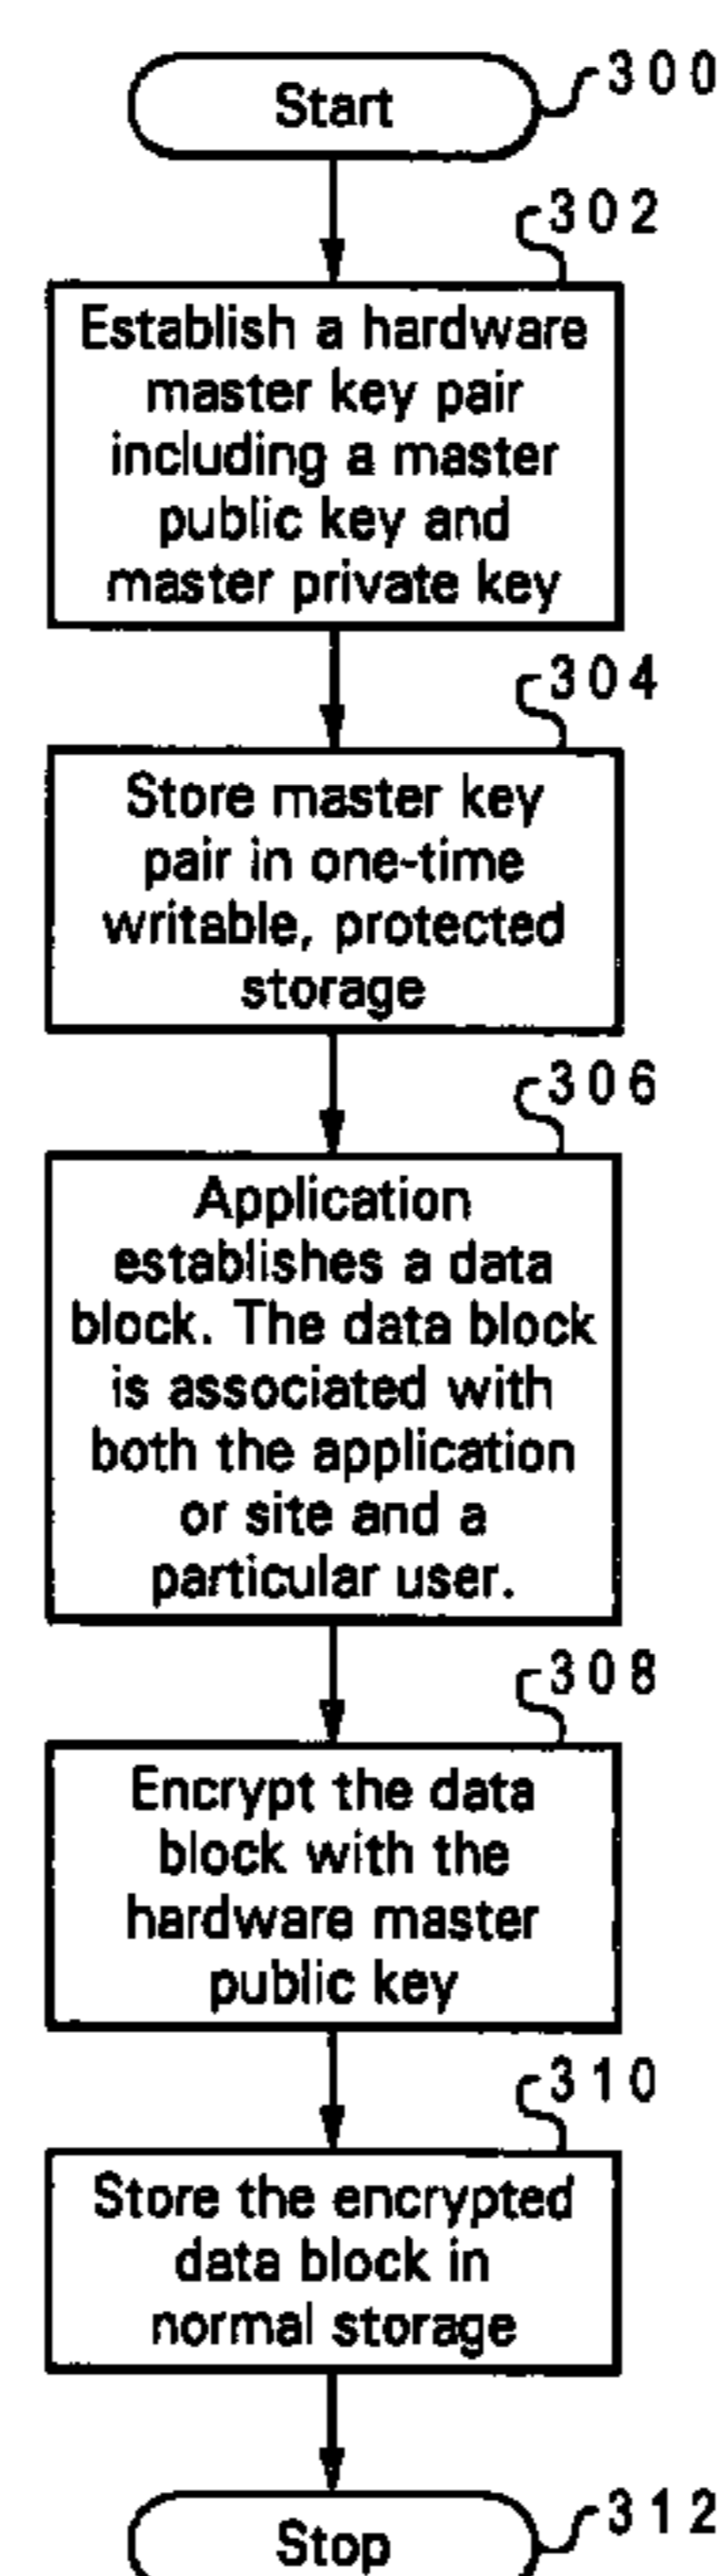 Start
300
302
Establish a hardware
master key pair
including a master
public key and
master private key
304
Store master key
pair in one-time
writable, protected
storage
306
Application
establishes a data
block. The data block
is associated with
both the application
or site and a
particular user.
308
Encrypt the data
block with the
hardware master
public key
310
Store the encrypted
data block in
normal storage
Stop
312